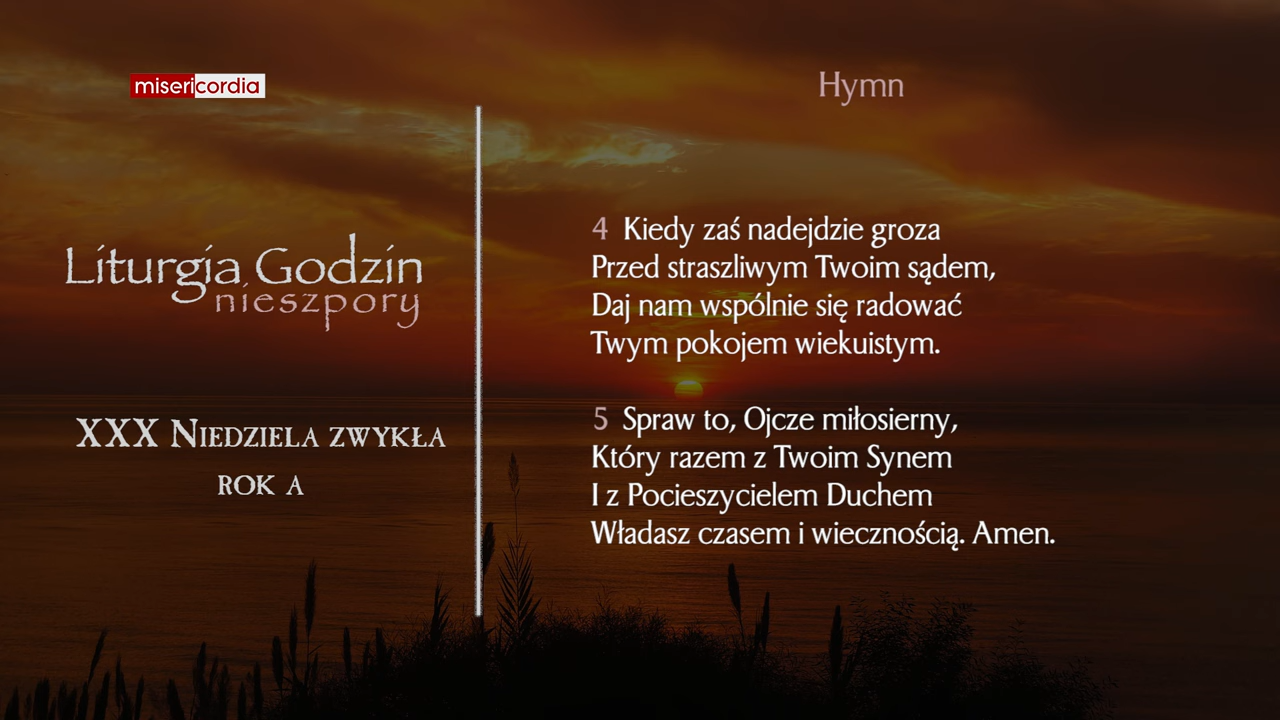 misericordia
Liturgia Godzin
nieszpory
XXX Niedziela zwykła
rok a
Hymn
4 Kiedy zaś nadejdzie groza
Przed straszliwym Twoim sądem,
Daj nam wspólnie się radować
Twym pokojem wiekuistym.
5 Spraw to, Ojcze miłosierny,
Który razem z Twoim Synem
I z Pocieszycielem Duchem
Władasz czasem i wiecznością. Amen.